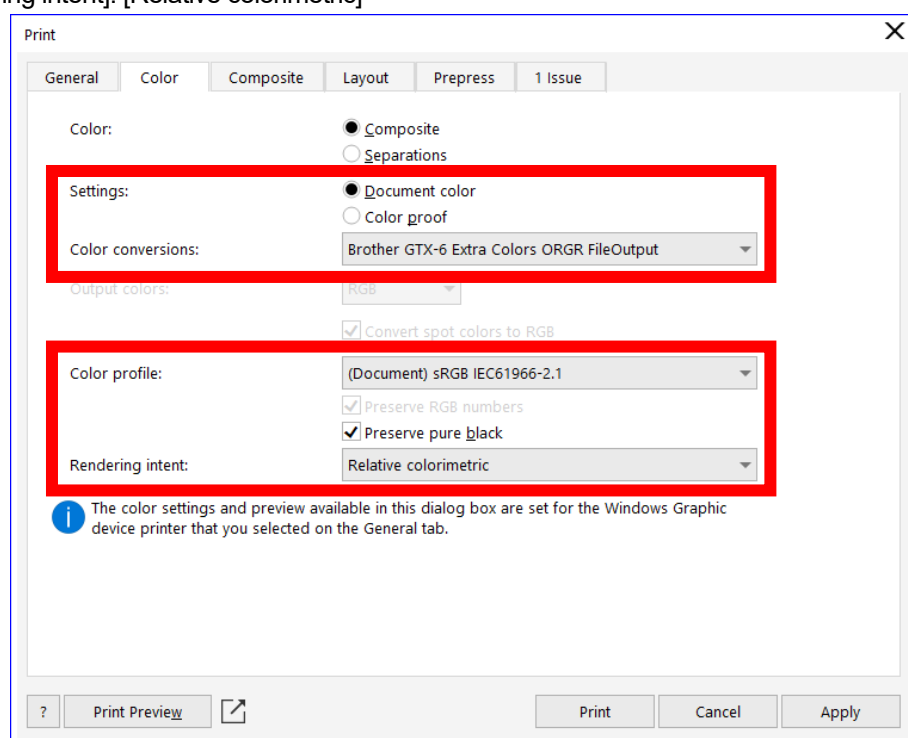 ing intent]: [Relative colorimetric]
Print
General Color Composite Layout Prepress 1 Issue
Color: Composite
Separations
Settings: Document color
Color proof
Color conversions: Brother GTX-6 Extra Colors ORGR FileOutput
Output colors: RGB
Convert spot colors to RGB
Color profile: (Document) sRGB IEC61966-2.1
Preserve RGB numbers
Preserve pure black
Rendering intent: Relative colorimetric
The color settings and preview available in this dialog box are set for the Windows Graphic
device printer that you selected on the General tab.
? Print Preview Print Cancel Apply